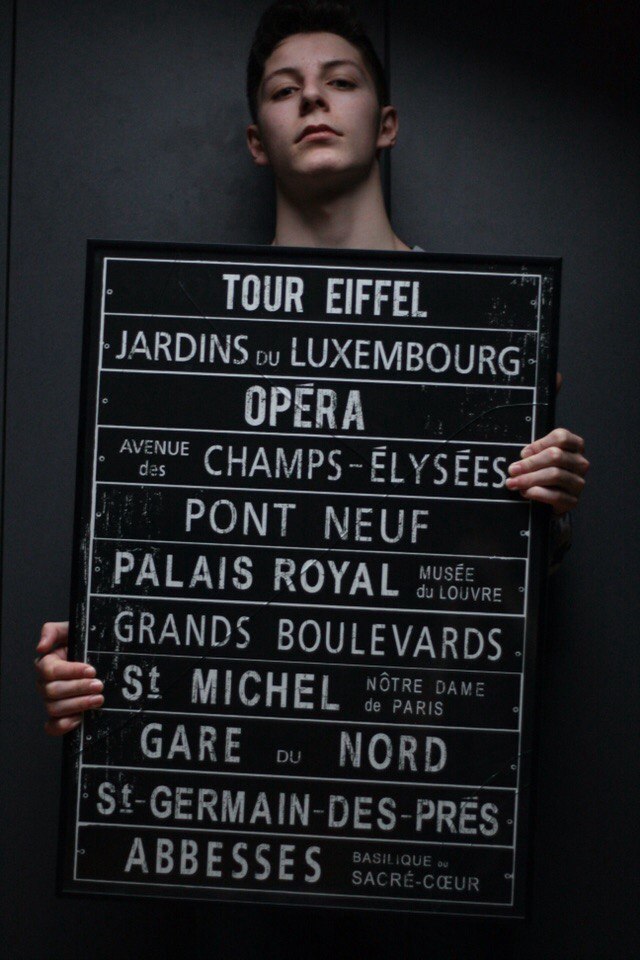 TOUR EIFFEL
JARDINS DU LUXEMBOURG
OPÉRA
AVENUE des CHAMPS-ÉLYSÉES
PONT NEUF
PALAIS ROYAL MUSÉE du LOUVRE
GRANDS BOULEVARDS
St MICHEL NÔTRE DAME de PARIS
GARE DU NORD
St-GERMAIN-DES-PRÉS
ABBESSES BASILIQUE du SACRÉ-CŒUR